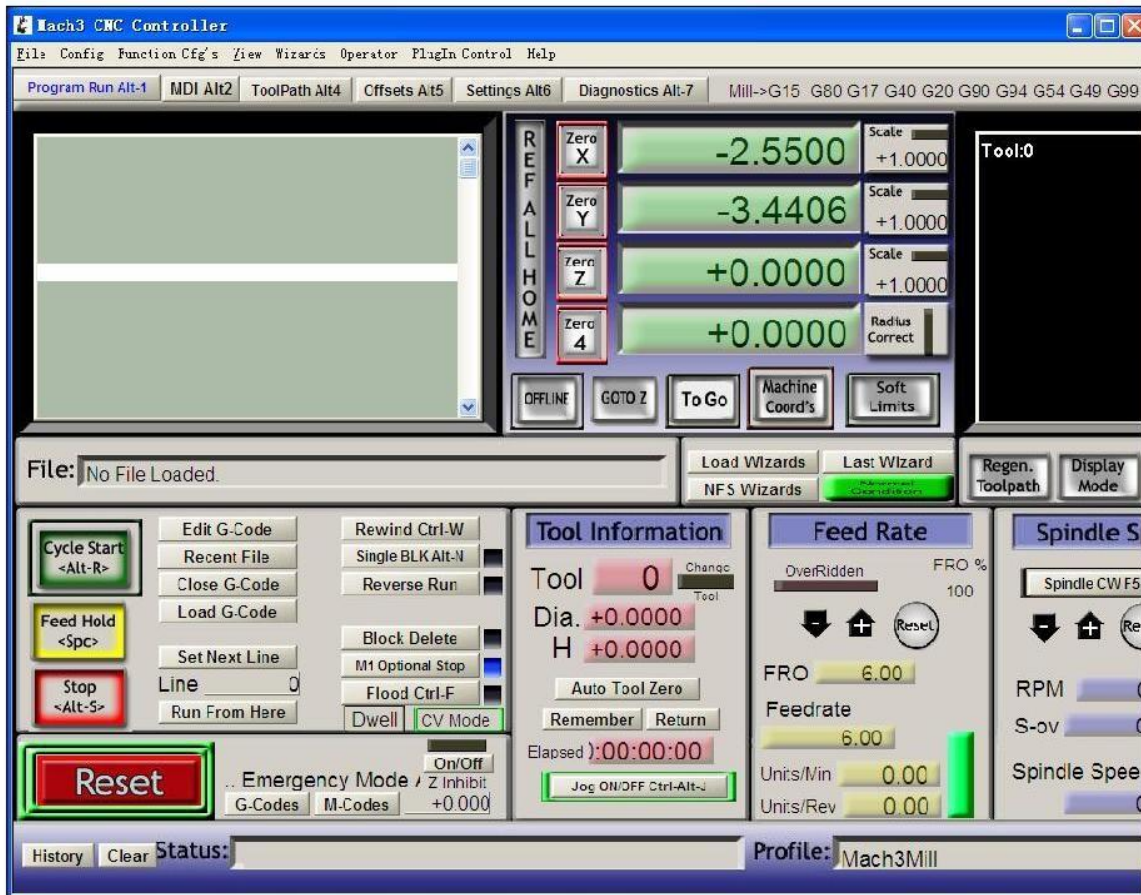 Mach3 CNC Controller
File Config Function Cfg's View Wizards Operator PlugIn Control Help
Program Run Alt-1 MDI Alt2 ToolPath Alt4 Offsets Alt5 Settings Alt6 Diagnostics Alt-7 Mill->G15 G80 G17 G40 G20 G90 G94 G54 G49 G99
REF ALL HOME
Zero X -2.5500 Scale +1.0000
Zero Y -3.4406 Scale +1.0000
Zero Z +0.0000 Scale +1.0000
Zero 4 +0.0000 Radius Correct
OFFLINE GOTO Z To Go Machine Coord's Soft Limits
Tool:0
File: No File Loaded.
Load Wizards Last Wizard
NFS Wizards Normal Condition
Regen. Toolpath Display Mode
Cycle Start <Alt-R>
Feed Hold <Spc>
Stop <Alt-S>
Edit G-Code
Recent File
Close G-Code
Load G-Code
Set Next Line
Line 0
Run From Here
Rewind Ctrl-W
Single BLK Alt-N
Reverse Run
Block Delete
M1 Optional Stop
Flood Ctrl-F
Dwell CV Mode
Reset
.. Emergency Mode A
G-Codes M-Codes
On/Off
Z Inhibit
+0.000
Tool Information
Tool 0 Change Tool
Dia. +0.0000
H +0.0000
Auto Tool Zero
Remember Return
Elapsed ):00:00:00
Jog ON/OFF Ctrl-Alt-J
Feed Rate
OverRidden FRO %
100
Reset
FRO 6.00
Feedrate
6.00
Units/Min 0.00
Units/Rev 0.00
Spindle S
Spindle CW F5
Re
RPM
S-ov
Spindle Spee
History Clear Status:
Profile: Mach3Mill